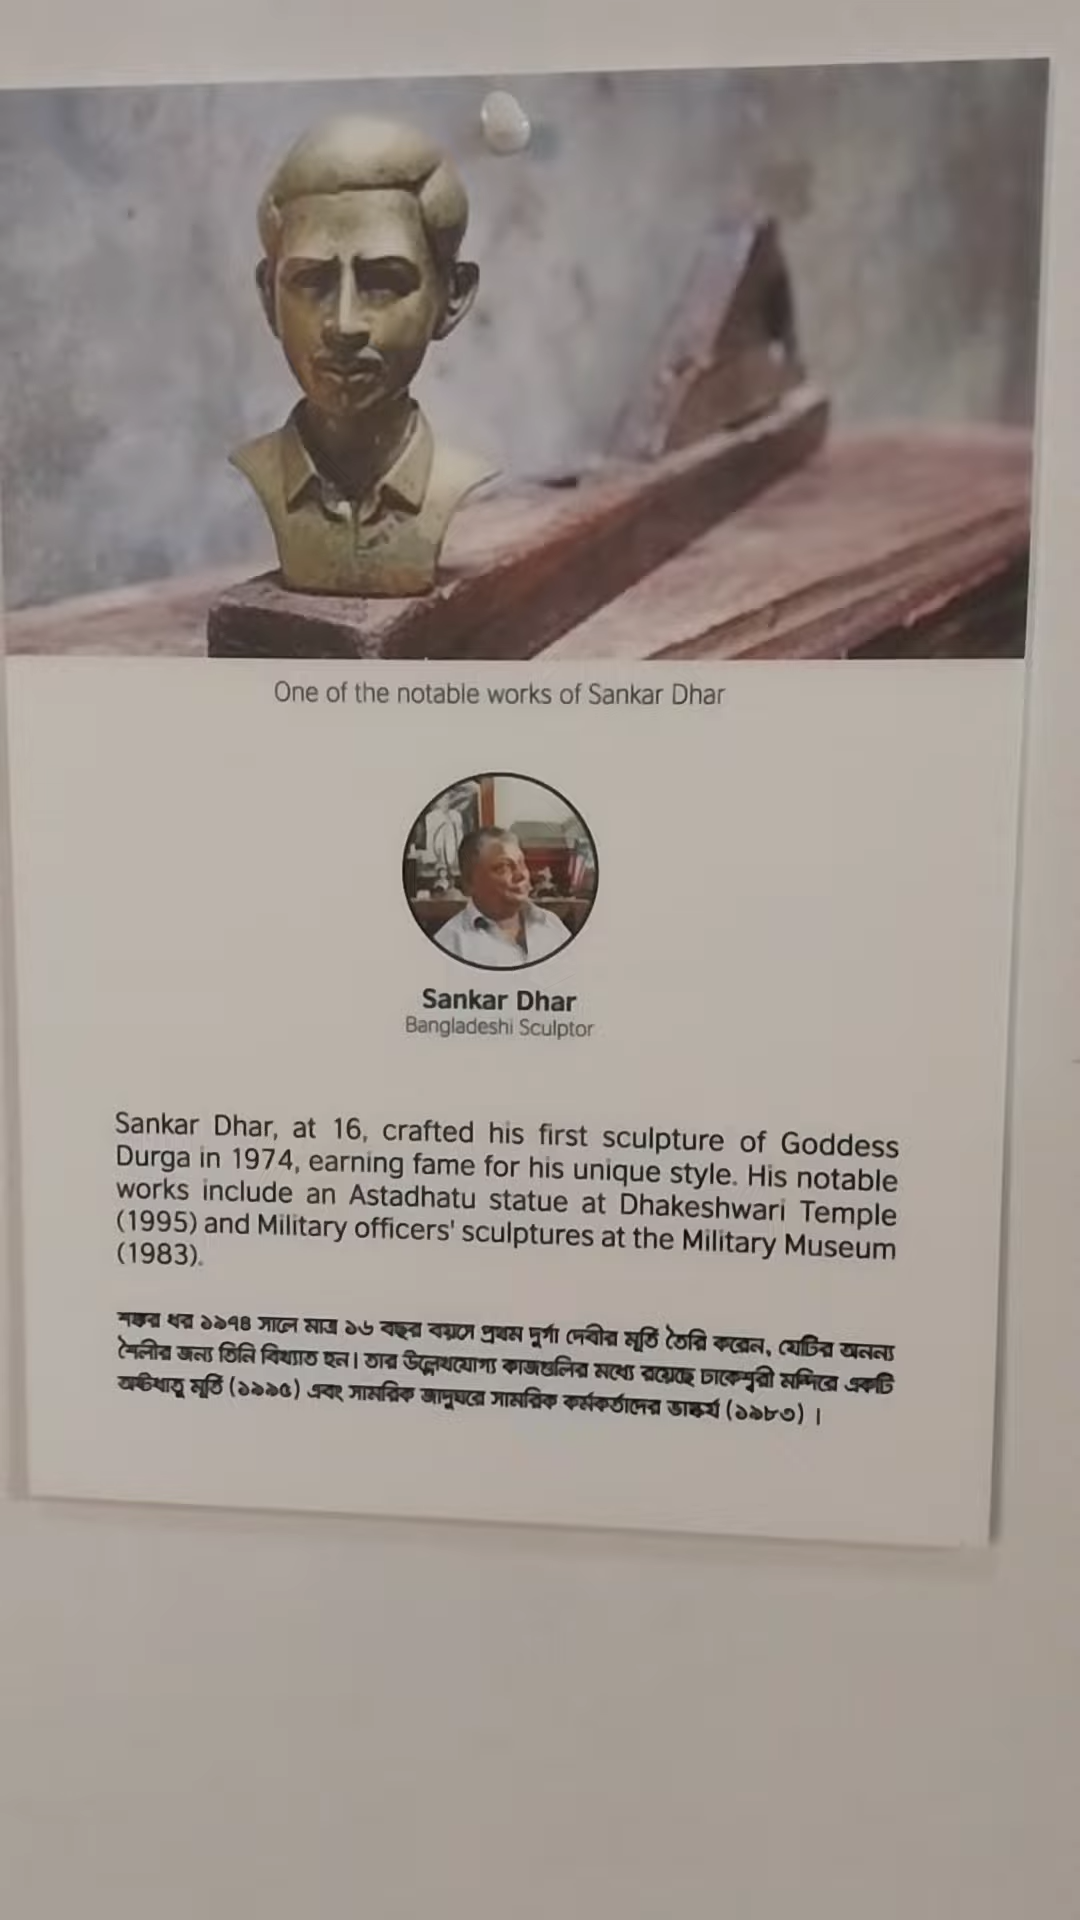 One of the notable works of Sankar Dhar
Sankar Dhar
Bangladeshi Sculptor
Sankar Dhar, at 16, crafted his first sculpture of Goddess
Durga in 1974, earning fame for his unique style. His notable
works include an Astadhatu statue at Dhakeshwari Temple
(1995) and Military officers' sculptures at the Military Museum
(1983).
শঙ্কর ধর ১৯৭৪ সালে মাত্র ১৬ বছর বয়সে প্রথম দুর্গা দেবীর মূর্তি তৈরি করেন, যেটির অনন্য
শৈলীর জন্য তিনি বিখ্যাত হন। তার উল্লেখযোগ্য কাজগুলির মধ্যে রয়েছে ঢাকেশ্বরী মন্দিরে একটি
অষ্টধাতু মূর্তি (১৯৯৫) এবং সামরিক জাদুঘরে সামরিক কর্মকর্তাদের ভাস্কর্য (১৯৮৩) ।